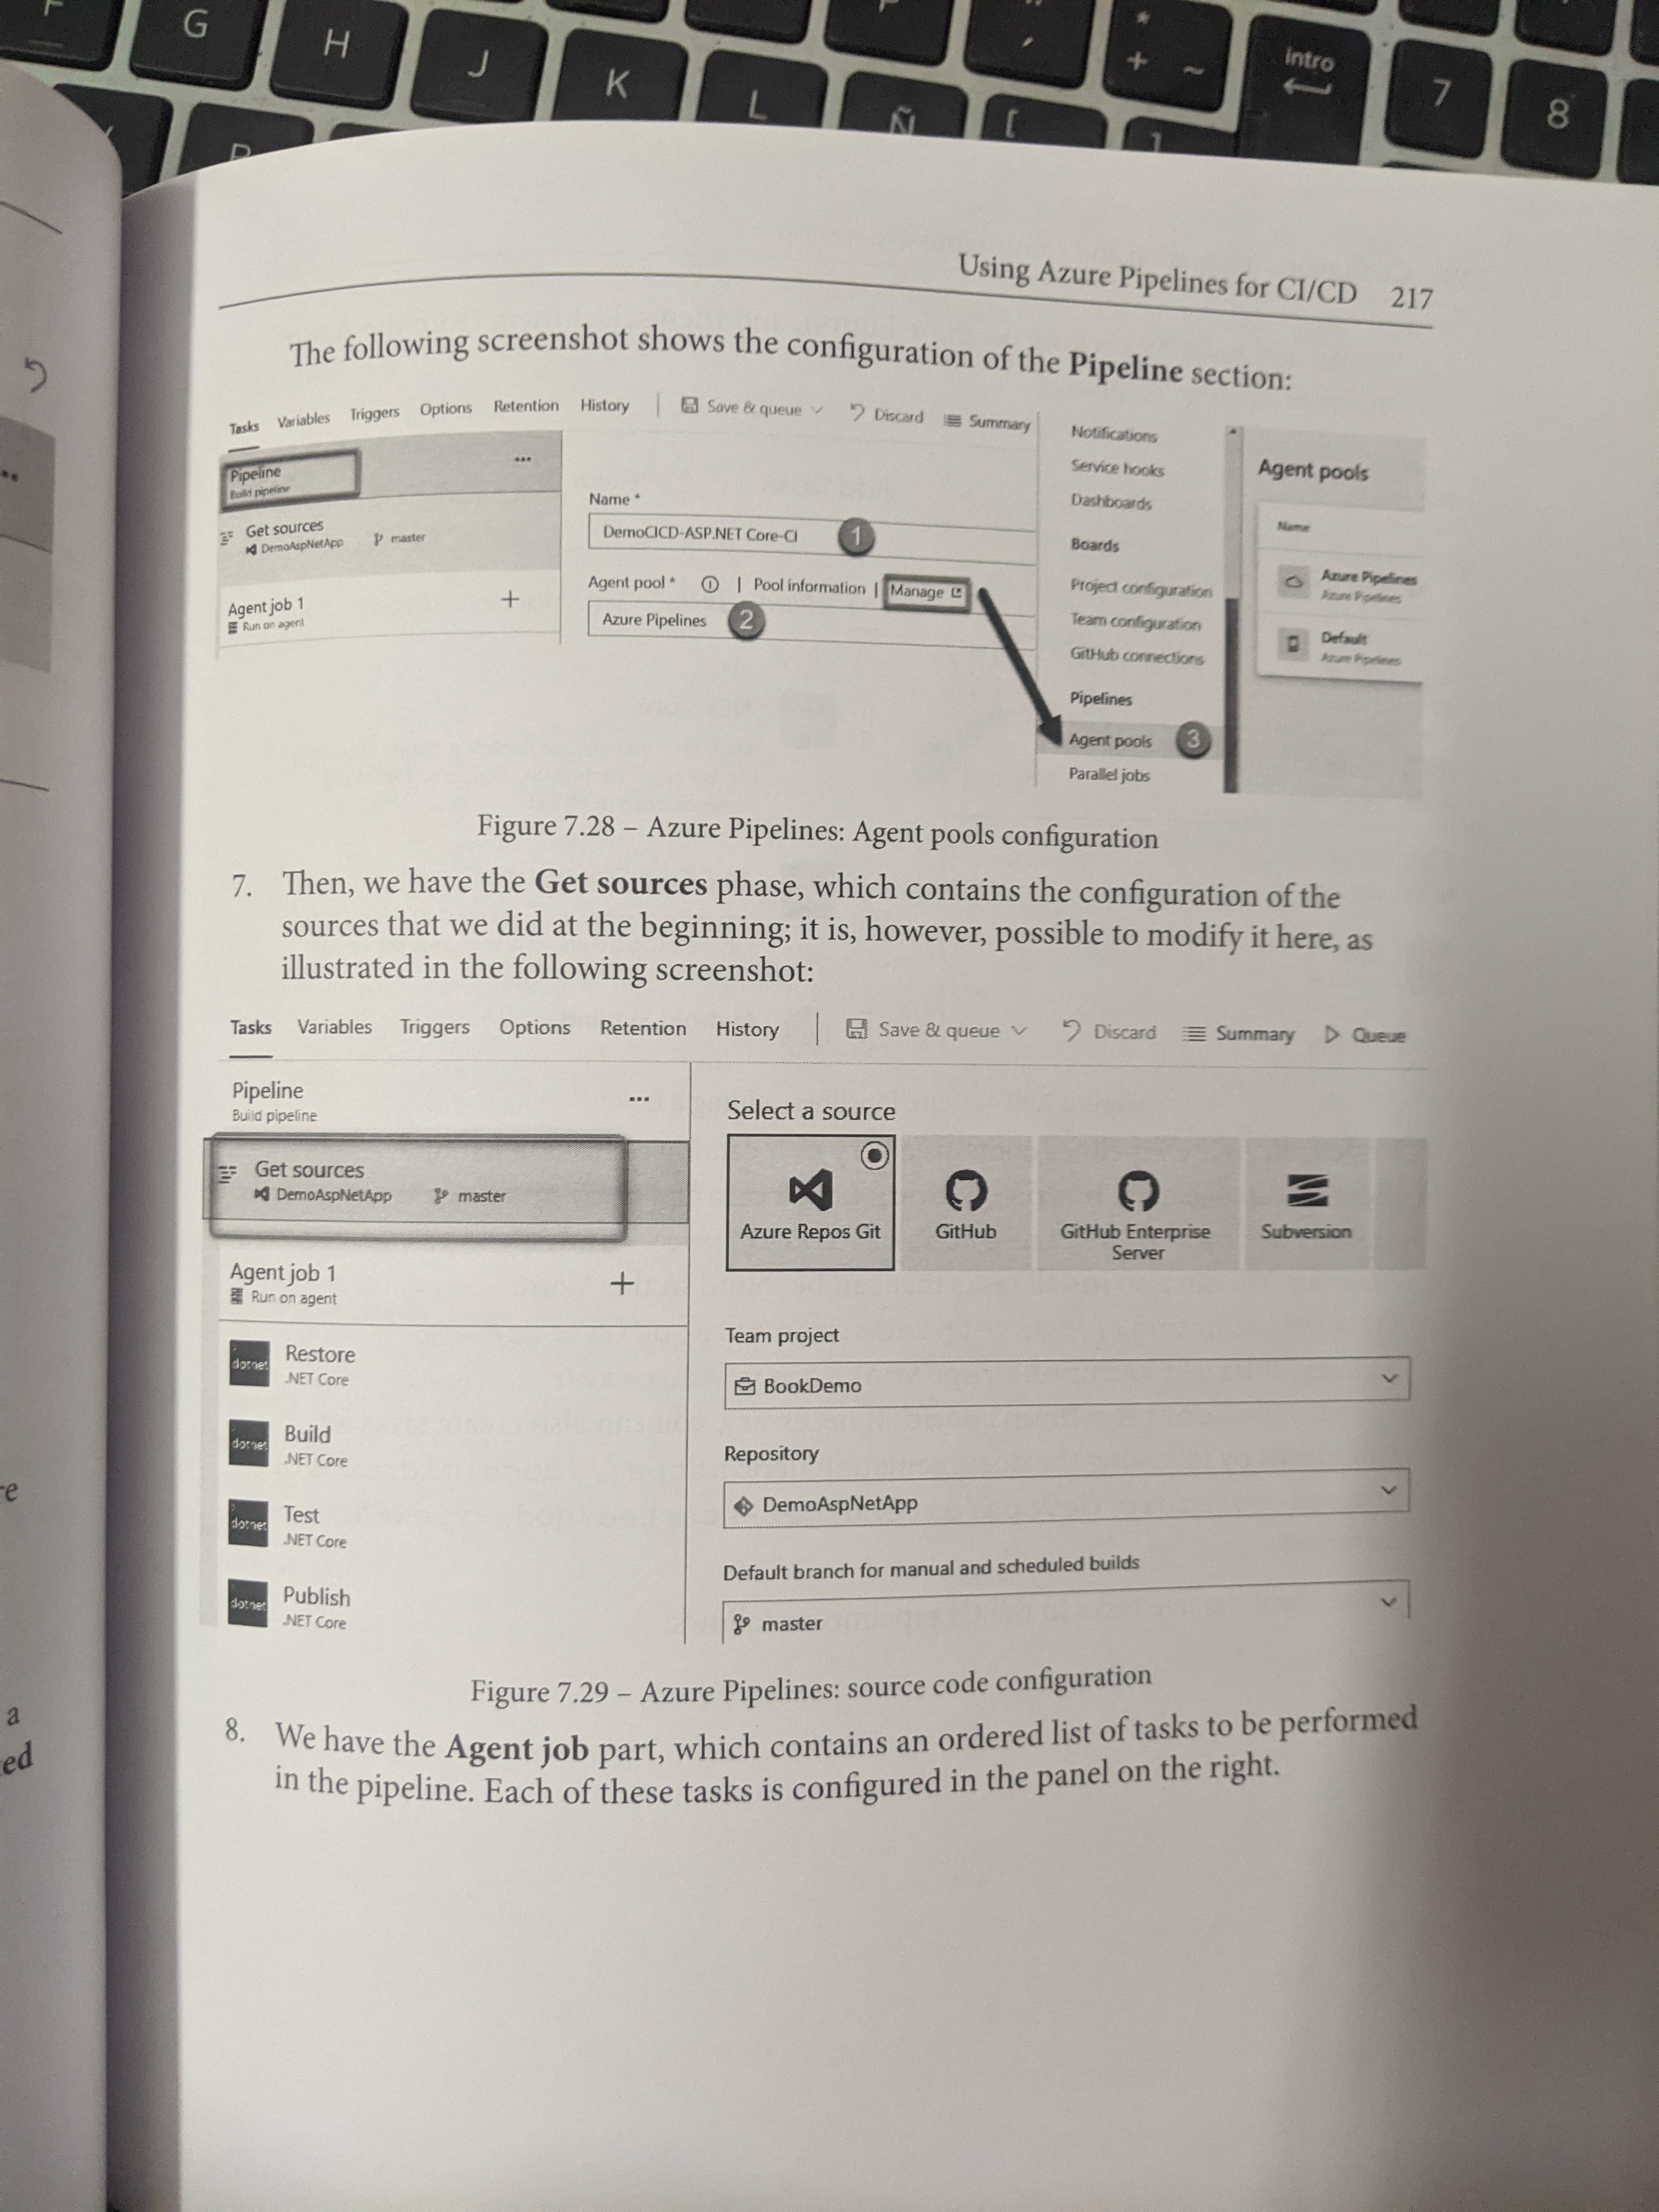 G
H
J
K
L
Ñ
[
]
*
+ ~
intro
7
8
Using Azure Pipelines for CI/CD 217
The following screenshot shows the configuration of the Pipeline section:
Tasks Variables Triggers Options Retention History | Save & queue Discard Summary
Pipeline ...
Build pipeline
Get sources
DemoAspNetApp master
Agent job 1 +
Run on agent
Name *
DemoCICD-ASP.NET Core-CI 1
Agent pool * | Pool information | Manage
Azure Pipelines 2
Notifications
Service hooks
Dashboards
Boards
Project configuration
Team configuration
GitHub connections
Pipelines
Agent pools 3
Parallel jobs
Agent pools
Name
Azure Pipelines
Azure Pipelines
Default
Azure Pipelines
Figure 7.28 – Azure Pipelines: Agent pools configuration
7. Then, we have the Get sources phase, which contains the configuration of the
sources that we did at the beginning; it is, however, possible to modify it here, as
illustrated in the following screenshot:
Tasks Variables Triggers Options Retention History | Save & queue Discard Summary Queue
Pipeline ...
Build pipeline
Get sources
DemoAspNetApp master
Agent job 1 +
Run on agent
dotnet Restore
.NET Core
dotnet Build
.NET Core
dotnet Test
.NET Core
dotnet Publish
.NET Core
Select a source
Azure Repos Git
GitHub
GitHub Enterprise
Server
Subversion
Team project
BookDemo
Repository
DemoAspNetApp
Default branch for manual and scheduled builds
master
Figure 7.29 – Azure Pipelines: source code configuration
8. We have the Agent job part, which contains an ordered list of tasks to be performed
in the pipeline. Each of these tasks is configured in the panel on the right.
a
ed